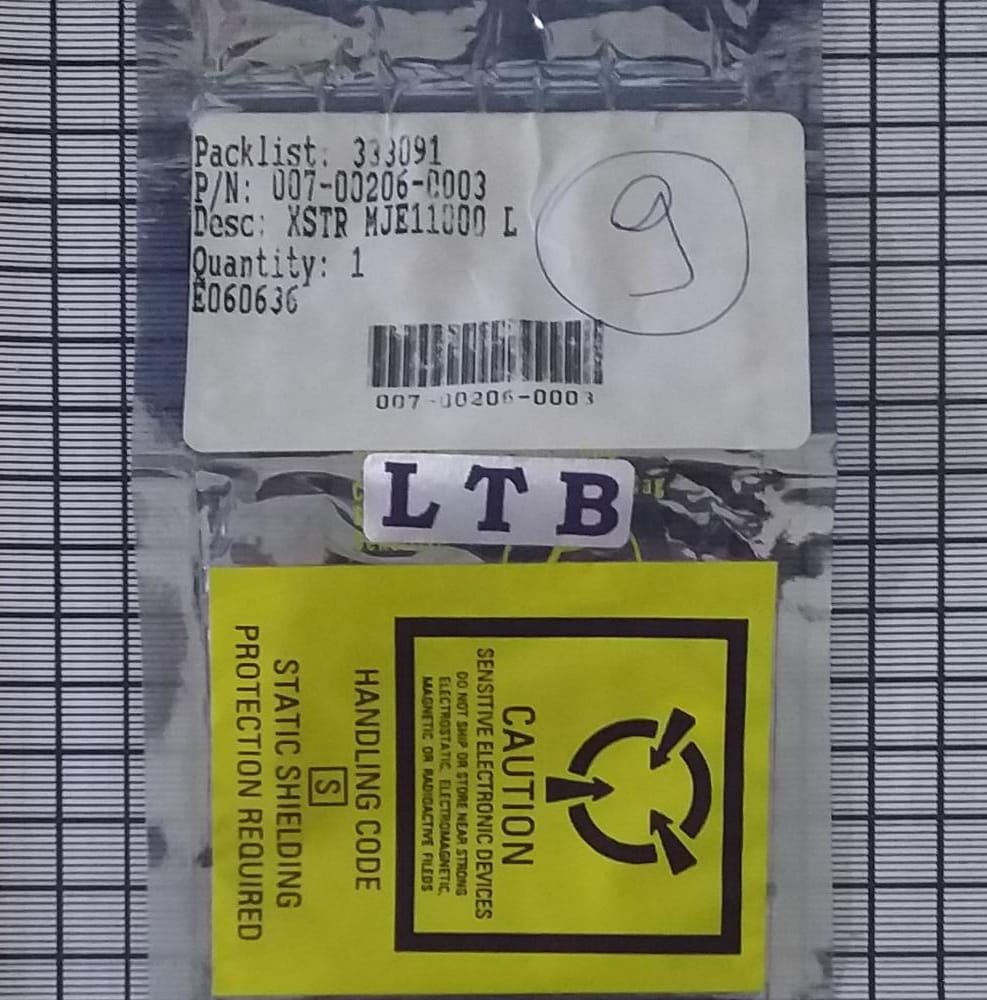 Packlist: 333091
P/N: 007-00206-0003
Desc: XSTR MJE11000 L
Quantity: 1
E060636
9
007-00206-0003
LTB
CAUTION
SENSITIVE ELECTRONIC DEVICES
DO NOT SHIP OR STORE NEAR STRONG
ELECTROSTATIC, ELECTROMAGNETIC,
MAGNETIC OR RADIOACTIVE FILEDS
HANDLING CODE
S
STATIC SHIELDING
PROTECTION REQUIRED